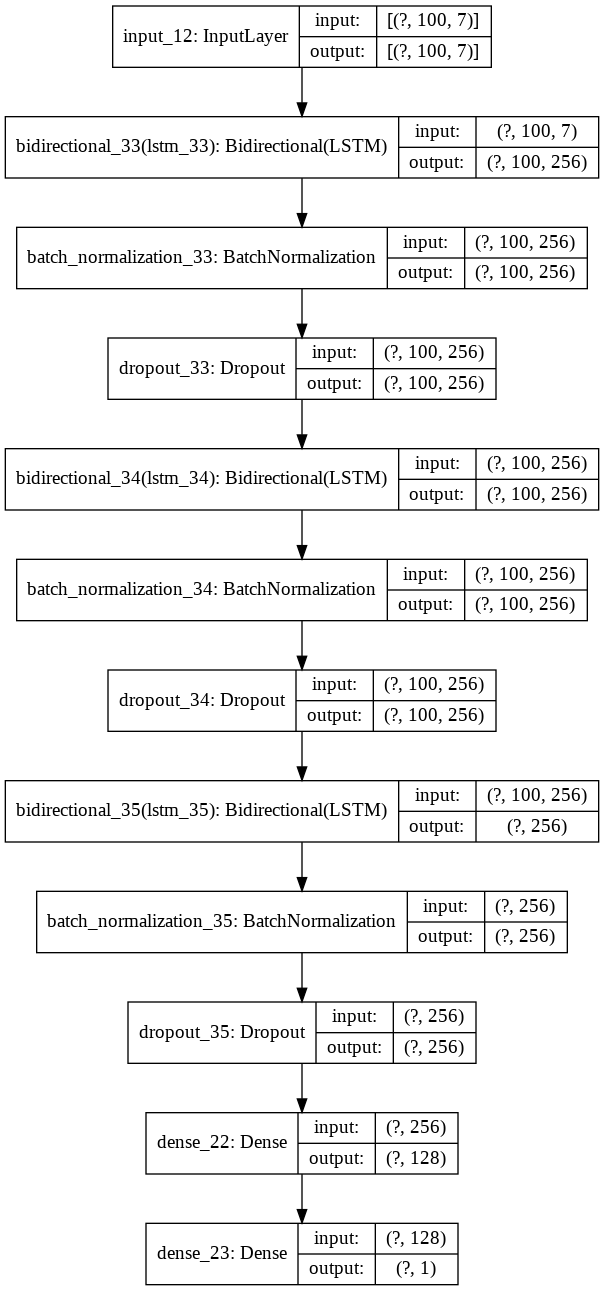 input_12: InputLayer
input: [(?, 100, 7)]
output: [(?, 100, 7)]
bidirectional_33(lstm_33): Bidirectional(LSTM)
input: (?, 100, 7)
output: (?, 100, 256)
batch_normalization_33: BatchNormalization
input: (?, 100, 256)
output: (?, 100, 256)
dropout_33: Dropout
input: (?, 100, 256)
output: (?, 100, 256)
bidirectional_34(lstm_34): Bidirectional(LSTM)
input: (?, 100, 256)
output: (?, 100, 256)
batch_normalization_34: BatchNormalization
input: (?, 100, 256)
output: (?, 100, 256)
dropout_34: Dropout
input: (?, 100, 256)
output: (?, 100, 256)
bidirectional_35(lstm_35): Bidirectional(LSTM)
input: (?, 100, 256)
output: (?, 256)
batch_normalization_35: BatchNormalization
input: (?, 256)
output: (?, 256)
dropout_35: Dropout
input: (?, 256)
output: (?, 256)
dense_22: Dense
input: (?, 256)
output: (?, 128)
dense_23: Dense
input: (?, 128)
output: (?, 1)